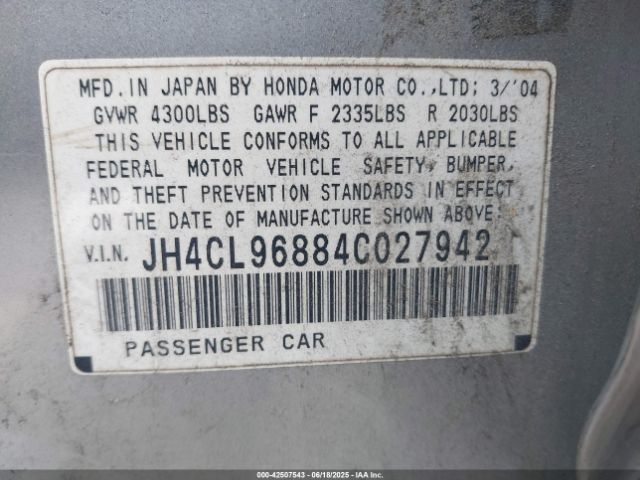 MFD. IN JAPAN BY HONDA MOTOR CO.,LTD; 3/'04
GVWR 4300LBS GAWR F 2335LBS R 2030LBS
THIS VEHICLE CONFORMS TO ALL APPLICABLE
FEDERAL MOTOR VEHICLE SAFETY, BUMPER,
AND THEFT PREVENTION STANDARDS IN EFFECT
ON THE DATE OF MANUFACTURE SHOWN ABOVE.
V.I.N. JH4CL96884C027942
PASSENGER CAR
000-42507543 - 06/18/2025 - IAA Inc.